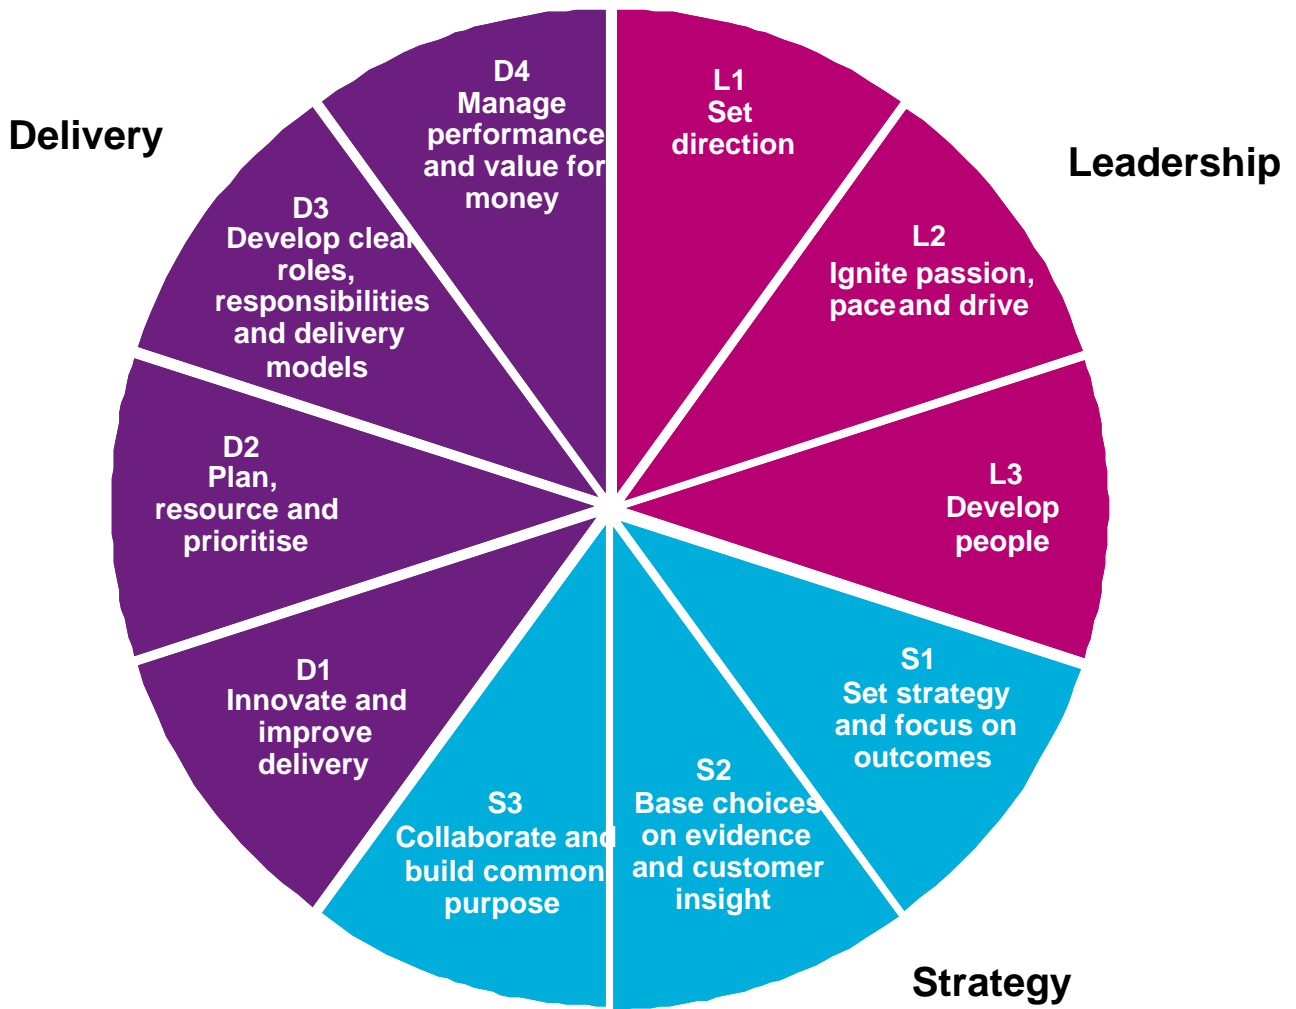 Delivery
D4
Manage
performance
and value for
money
L1
Set
direction
Leadership
D3
Develop clear
roles,
responsibilities
and delivery
models
L2
Ignite passion,
pace and drive
D2
Plan,
resource and
prioritise
L3
Develop
people
D1
Innovate and
improve
delivery
S1
Set strategy
and focus on
outcomes
S3
Collaborate and
build common
purpose
S2
Base choices
on evidence
and customer
insight
Strategy